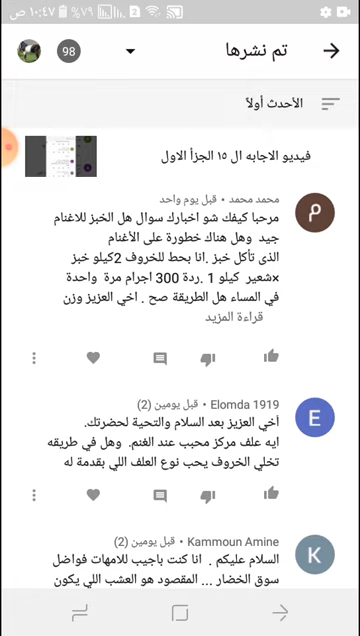 ١٠:٤٧ ص
٧٩%
2
تم نشرها
98
الأحدث أولاً
فيديو الاجابه ال ١٥ الجزأ الاول
محمد محمد • قبل يوم واحد
مرحبا كيفك شو اخبارك سوال هل الخبز للاغنام
جيد وهل هناك خطورة على الأغنام
الذى تأكل خبز .انا بحط للخروف 2كيلو خبز
×شعير كيلو 1 .ردة 300 اجرام مرة واحدة
في المساء هل الطريقة صح . اخي العزيز وزن
قراءة المزيد
Elomda 1919 • قبل يومين (2)
أخي العزيز بعد السلام والتحية لحضرتك.
ايه علف مركز محبب عند الغنم. وهل في طريقه
تخلي الخروف يحب نوع العلف اللي بقدمة له
E
Kammoun Amine • قبل يومين (2)
السلام عليكم . انا كنت باجيب للامهات فواضل
سوق الخضار ... المقصود هو العشب اللي يكون
K